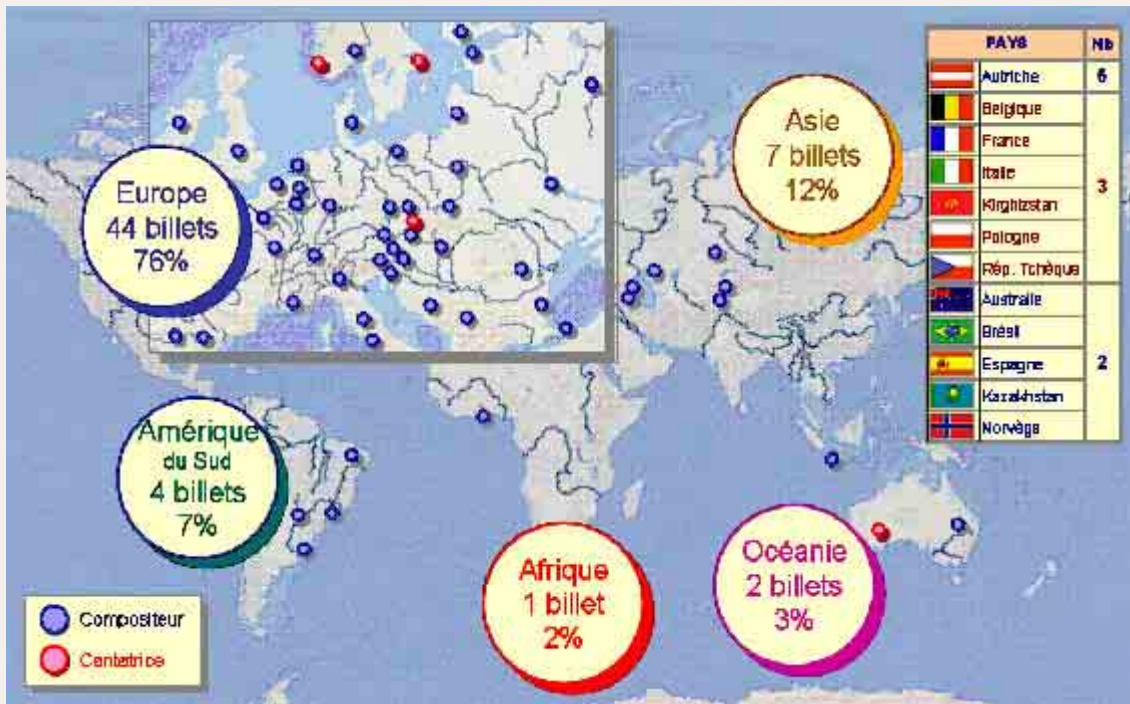 Europe
44 billets
76%
Asie
7 billets
12%
Amérique
du Sud
4 billets
7%
Afrique
1 billet
2%
Océanie
2 billets
3%
Compositeur
Cantatrice
PAYS Nb
Autriche 6
Belgique
France
Italie
Kirghizstan 3
Pologne
Rép. Tchèque
Australie
Brésil
Espagne 2
Kazakhstan
Norvège